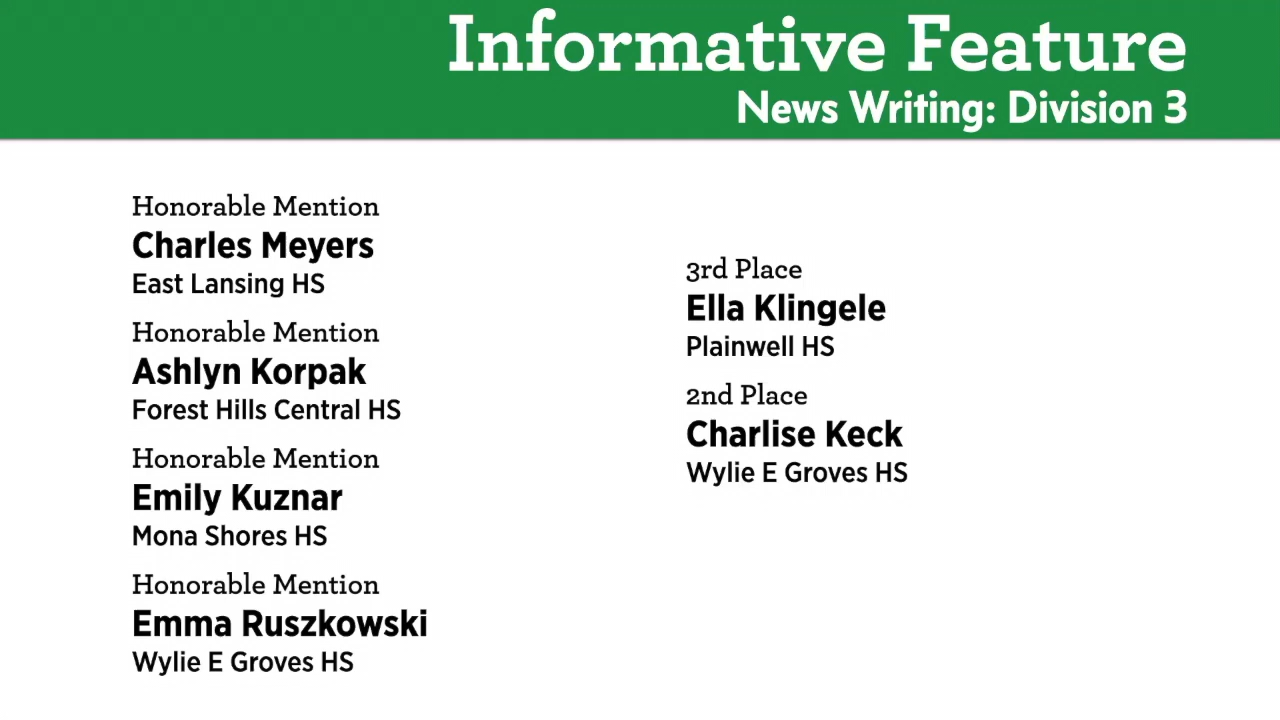 Informative Feature
News Writing: Division 3
Honorable Mention
Charles Meyers
East Lansing HS
Honorable Mention
Ashlyn Korpak
Forest Hills Central HS
Honorable Mention
Emily Kuznar
Mona Shores HS
Honorable Mention
Emma Ruszkowski
Wylie E Groves HS
3rd Place
Ella Klingele
Plainwell HS
2nd Place
Charlise Keck
Wylie E Groves HS